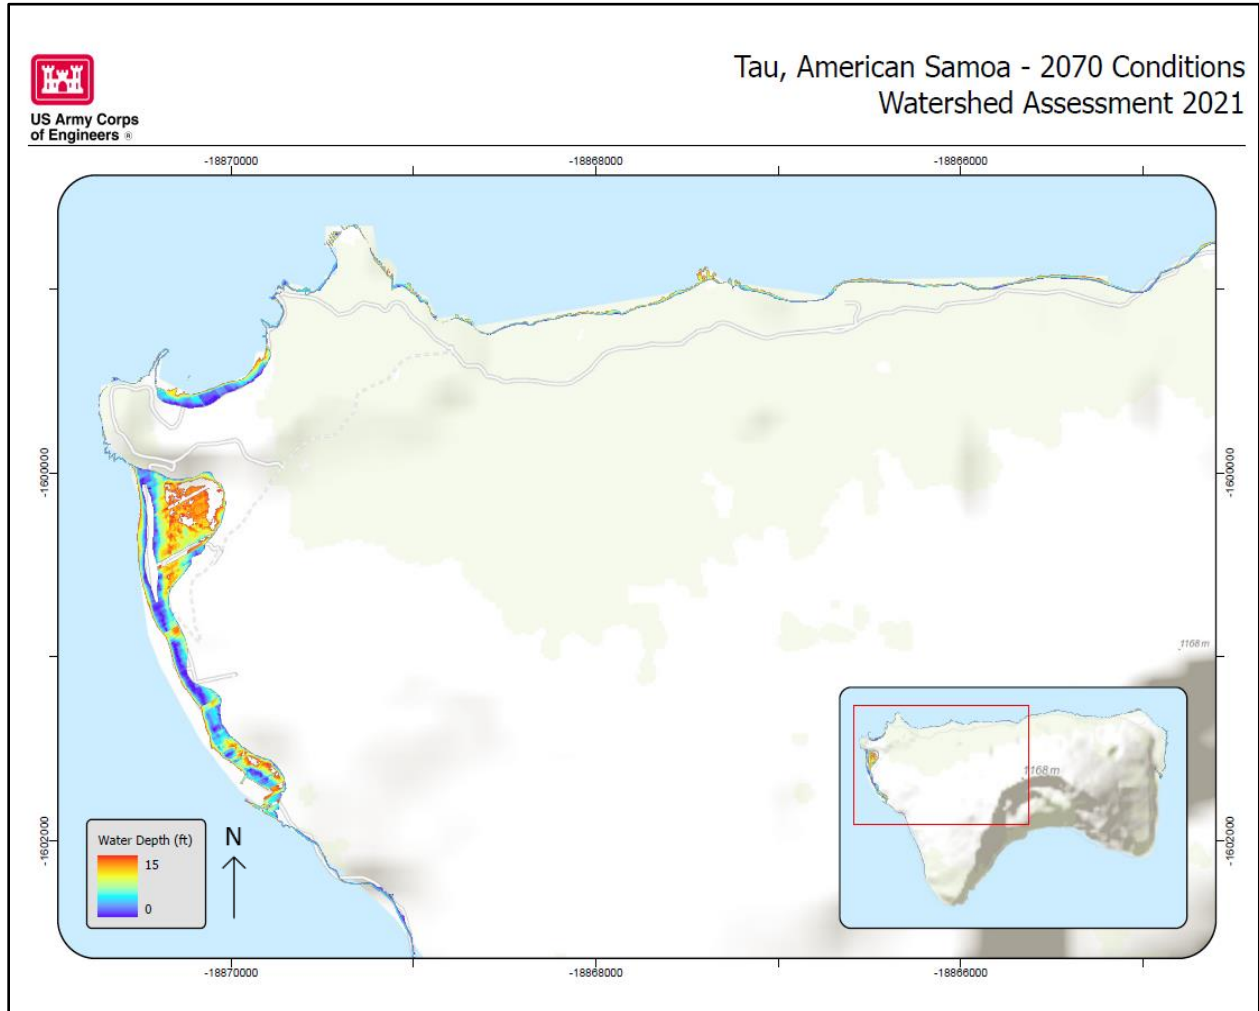 US Army Corps
of Engineers ®
Tau, American Samoa - 2070 Conditions
Watershed Assessment 2021
-18870000
-18868000
-18866000
-1600000
-1600000
1168 m
1168 m
-1602000
-1602000
Water Depth (ft)
15
0
N
-18870000
-18868000
-18866000